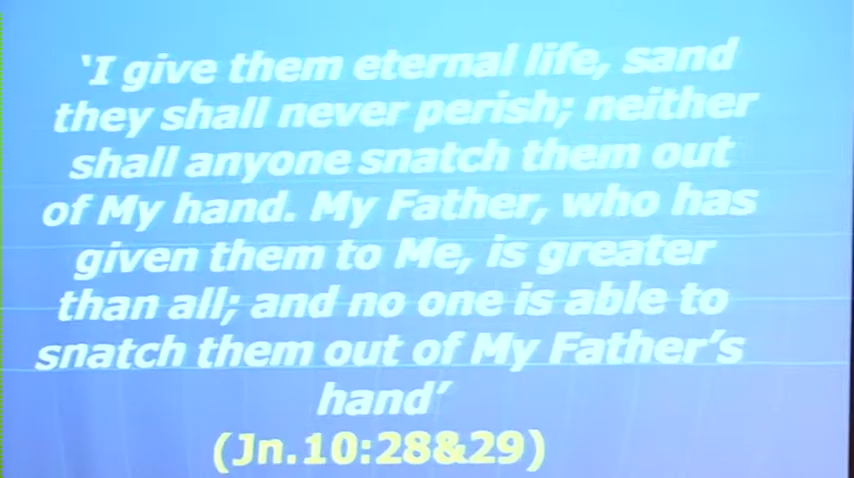 ‘I give them eternal life, sand
they shall never perish; neither
shall anyone snatch them out
of My hand. My Father, who has
given them to Me, is greater
than all; and no one is able to
snatch them out of My Father’s
hand’
(Jn.10:28&29)